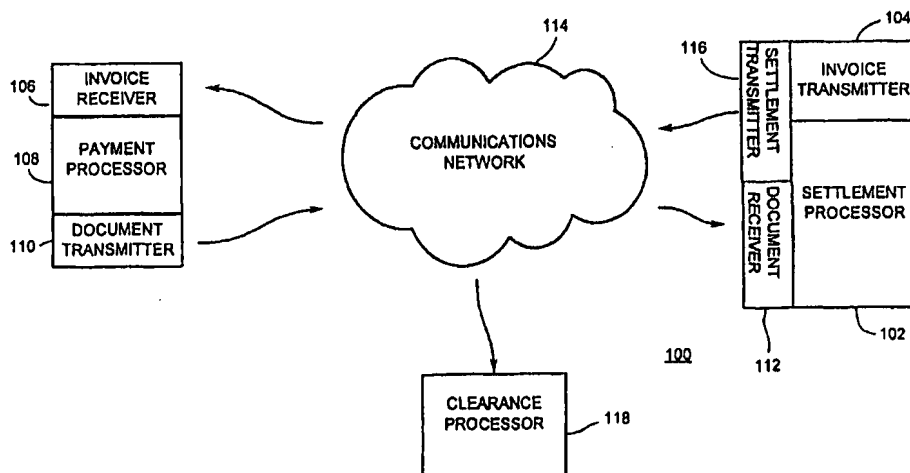 114
104
116
SETTLEMENT
TRANSMITTER
INVOICE
TRANSMITTER
106
INVOICE
RECEIVER
108
PAYMENT
PROCESSOR
110
DOCUMENT
TRANSMITTER
COMMUNICATIONS
NETWORK
DOCUMENT
RECEIVER
SETTLEMENT
PROCESSOR
102
112
100
CLEARANCE
PROCESSOR
118